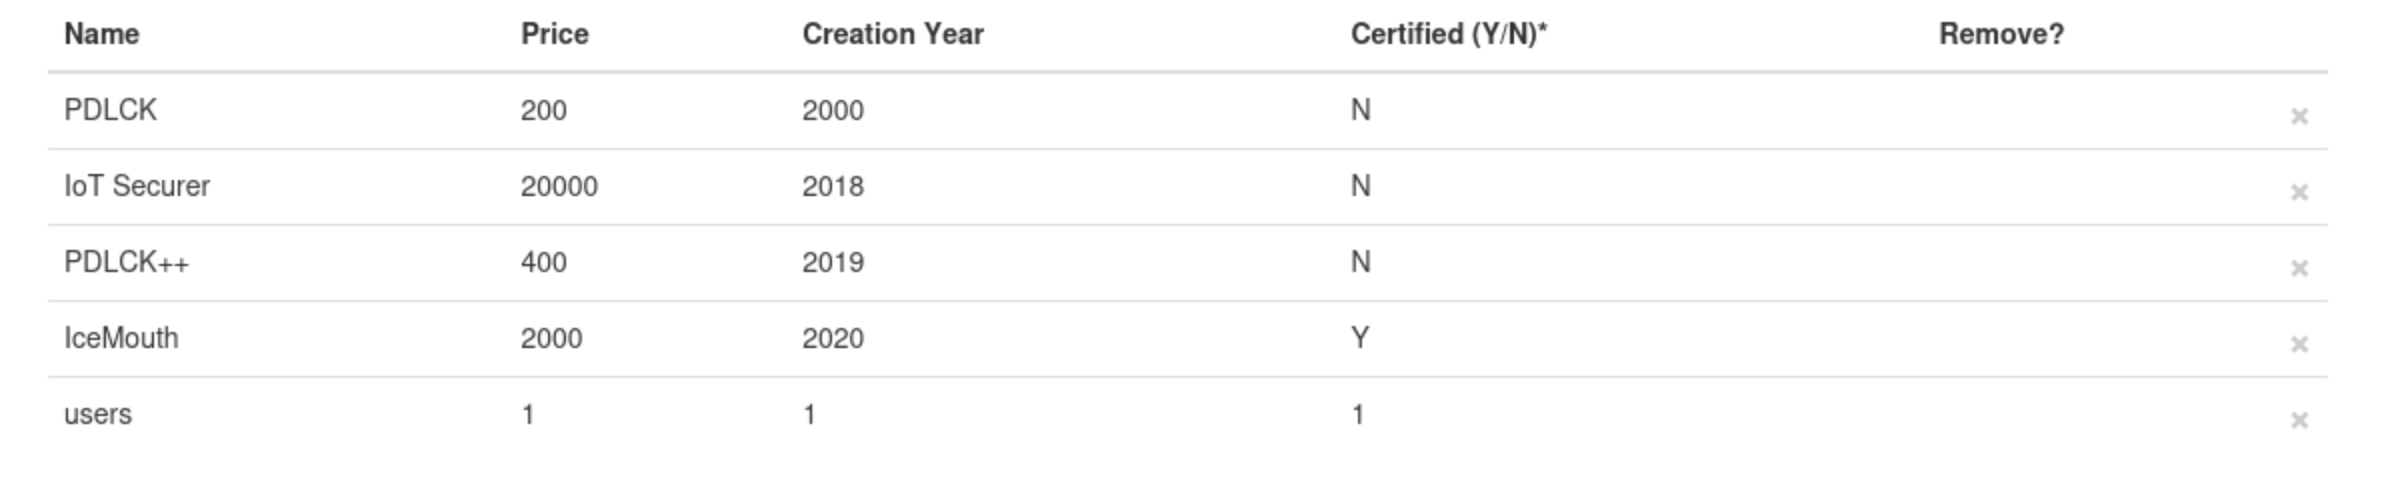 Name Price Creation Year Certified (Y/N)* Remove?
PDLCK 200 2000 N ×
IoT Securer 20000 2018 N ×
PDLCK++ 400 2019 N ×
IceMouth 2000 2020 Y ×
users 1 1 1 ×